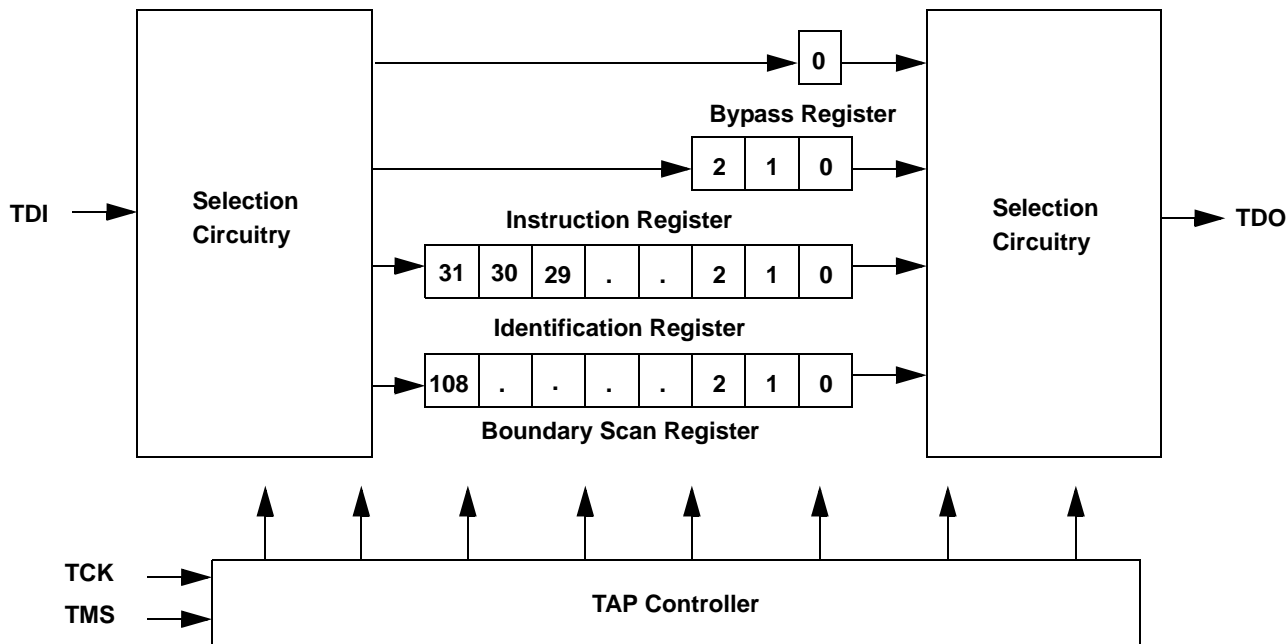 0
Bypass Register
2 1 0
Selection
Circuitry
Selection
Circuitry
TDI
TDO
Instruction Register
31 30 29 . . 2 1 0
Identification Register
108 . . . . 2 1 0
Boundary Scan Register
TCK
TMS
TAP Controller